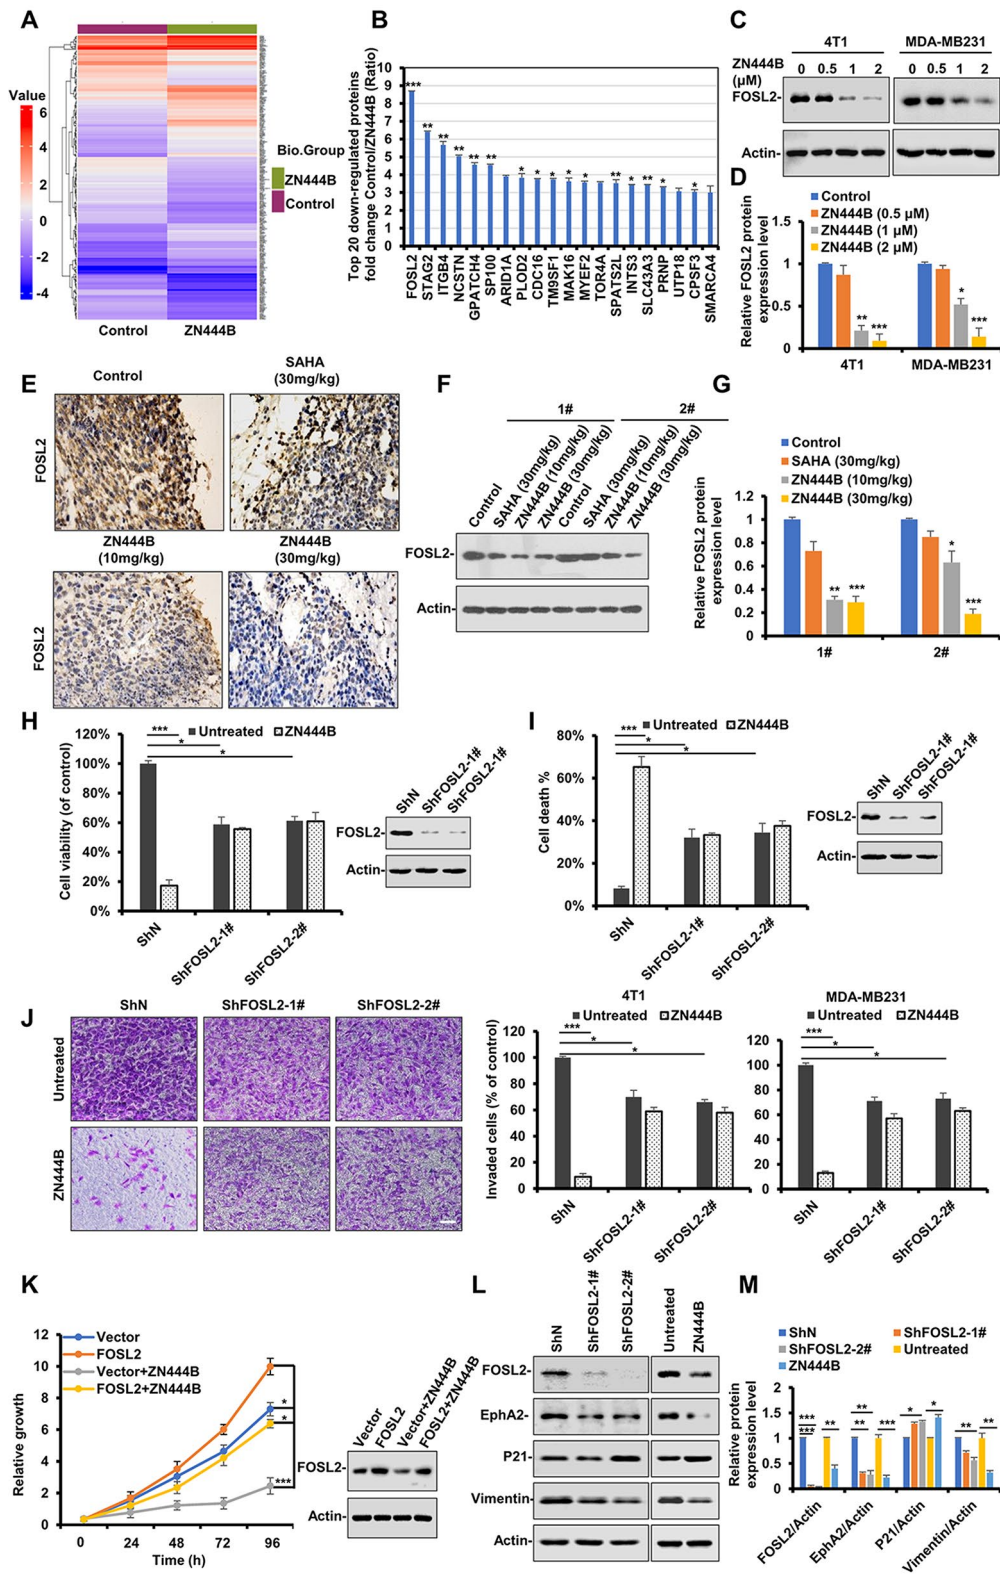 A
Value
6
4
2
0
-2
-4
Control
ZN444B
Bio.Group
ZN444B
Control
B
Top 20 down-regulated proteins
fold change Control/ZN444B (Ratio)
10
9
8
7
6
5
4
3
2
1
0
***
**
**
**
**
**
*
*
*
*
*
**
*
**
*
*
FOSL2
STAG2
ITGB4
NCSTN
GPATCH4
SP100
ARID1A
PLOD2
CDC16
TM9SF1
MAK16
MYEF2
TOR4A
SPATS2L
INTS3
SLC43A3
PRNP
UTP18
CPSF3
SMARCA4
C
4T1
MDA-MB231
ZN444B
(μM)
0 0.5 1 2
0 0.5 1 2
FOSL2-
Actin-
D
Control
ZN444B (0.5 μM)
ZN444B (1 μM)
ZN444B (2 μM)
Relative FOSL2 protein
expression level
1.5
1
0.5
0
** ***
* ***
4T1
MDA-MB231
E
Control
SAHA
(30mg/kg)
FOSL2
ZN444B
(10mg/kg)
ZN444B
(30mg/kg)
FOSL2
F
1#
2#
Control
SAHA (30mg/kg)
ZN444B (10mg/kg)
ZN444B (30mg/kg)
Control
SAHA (30mg/kg)
ZN444B (10mg/kg)
ZN444B (30mg/kg)
FOSL2-
Actin-
G
Control
SAHA (30mg/kg)
ZN444B (10mg/kg)
ZN444B (30mg/kg)
Relative FOSL2 protein
expression level
1.2
1
0.8
0.6
0.4
0.2
0
** ***
* ***
1#
2#
H
Untreated
ZN444B
***
*
*
Cell viability (of control)
120%
100%
80%
60%
40%
20%
0%
ShN
ShFOSL2-1#
ShFOSL2-2#
ShN
ShFOSL2-1#
ShFOSL2-1#
FOSL2-
Actin-
I
Untreated
ZN444B
***
*
*
Cell death %
80%
60%
40%
20%
0%
ShN
ShFOSL2-1#
ShFOSL2-2#
ShN
ShFOSL2-1#
ShFOSL2-1#
FOSL2-
Actin-
J
ShN
ShFOSL2-1#
ShFOSL2-2#
Untreated
ZN444B
4T1
Untreated
ZN444B
***
*
*
Invaded cells (% of control)
120
100
80
60
40
20
0
ShN
ShFOSL2-1#
ShFOSL2-2#
MDA-MB231
Untreated
ZN444B
***
*
*
120
100
80
60
40
20
0
ShN
ShFOSL2-1#
ShFOSL2-2#
K
Vector
FOSL2
Vector+ZN444B
FOSL2+ZN444B
Relative growth
12
10
8
6
4
2
0
0 24 48 72 96
Time (h)
*
*
***
Vector
FOSL2
Vector+ZN444B
FOSL2+ZN444B
FOSL2-
Actin-
L
ShN
ShFOSL2-1#
ShFOSL2-2#
Untreated
ZN444B
FOSL2-
EphA2-
P21-
Vimentin-
Actin-
M
ShN
ShFOSL2-1#
ShFOSL2-2#
Untreated
ZN444B
Relative protein
expression level
2
1.5
1
0.5
0
***
***
**
**
**
***
*
*
**
**
FOSL2/Actin
EphA2/Actin
P21/Actin
Vimentin/Actin